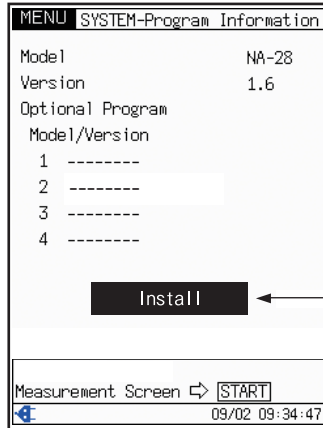 MENU SYSTEM-Program Information
Model NA-28
Version 1.6
Optional Program
Model/Version
1 --------
2 --------
3 --------
4 --------
Install
Measurement Screen ⇨ START
09/02 09:34:47